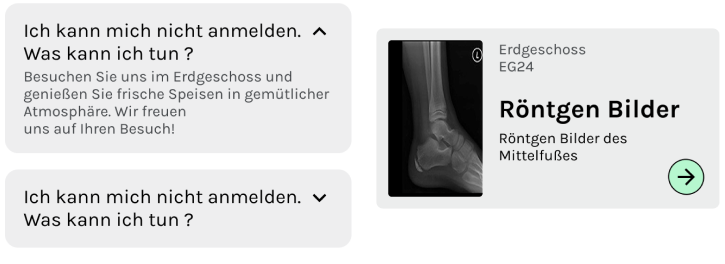 Ich kann mich nicht anmelden.
Was kann ich tun ?
Besuchen Sie uns im Erdgeschoss und
genießen Sie frische Speisen in gemütlicher
Atmosphäre. Wir freuen
uns auf Ihren Besuch!
Ich kann mich nicht anmelden.
Was kann ich tun ?
L
Erdgeschoss
EG24
Röntgen Bilder
Röntgen Bilder des
Mittelfußes